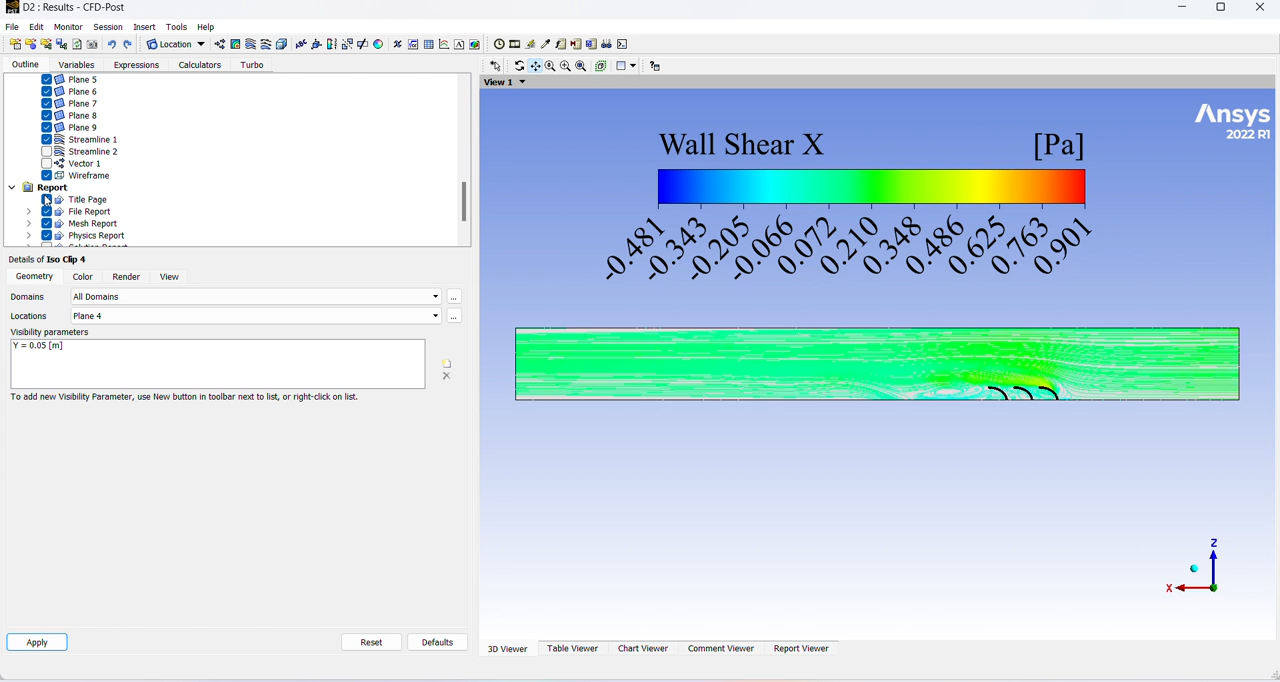 D2 : Results - CFD-Post
File Edit Monitor Session Insert Tools Help
Location
Outline Variables Expressions Calculators Turbo
Plane 5
Plane 6
Plane 7
Plane 8
Plane 9
Streamline 1
Streamline 2
Vector 1
Wireframe
Report
Title Page
File Report
Mesh Report
Physics Report
Solution Report
Details of Iso Clip 4
Geometry Color Render View
Domains All Domains ...
Locations Plane 4 ...
Visibility parameters
Y = 0.05 [m]
To add new Visibility Parameter, use New button in toolbar next to list, or right-click on list.
Apply Reset Defaults
View 1
Ansys
2022 R1
Wall Shear X [Pa]
-0.481
-0.343
-0.205
-0.066
0.072
0.210
0.348
0.486
0.625
0.763
0.901
Z
X
3D Viewer Table Viewer Chart Viewer Comment Viewer Report Viewer